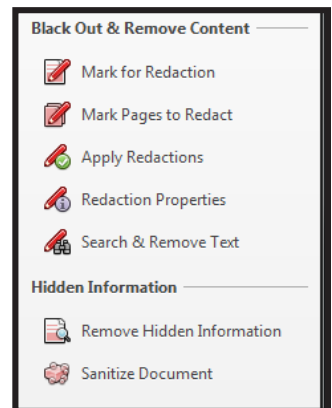 Black Out & Remove Content
Mark for Redaction
Mark Pages to Redact
Apply Redactions
Redaction Properties
Search & Remove Text
Hidden Information
Remove Hidden Information
Sanitize Document